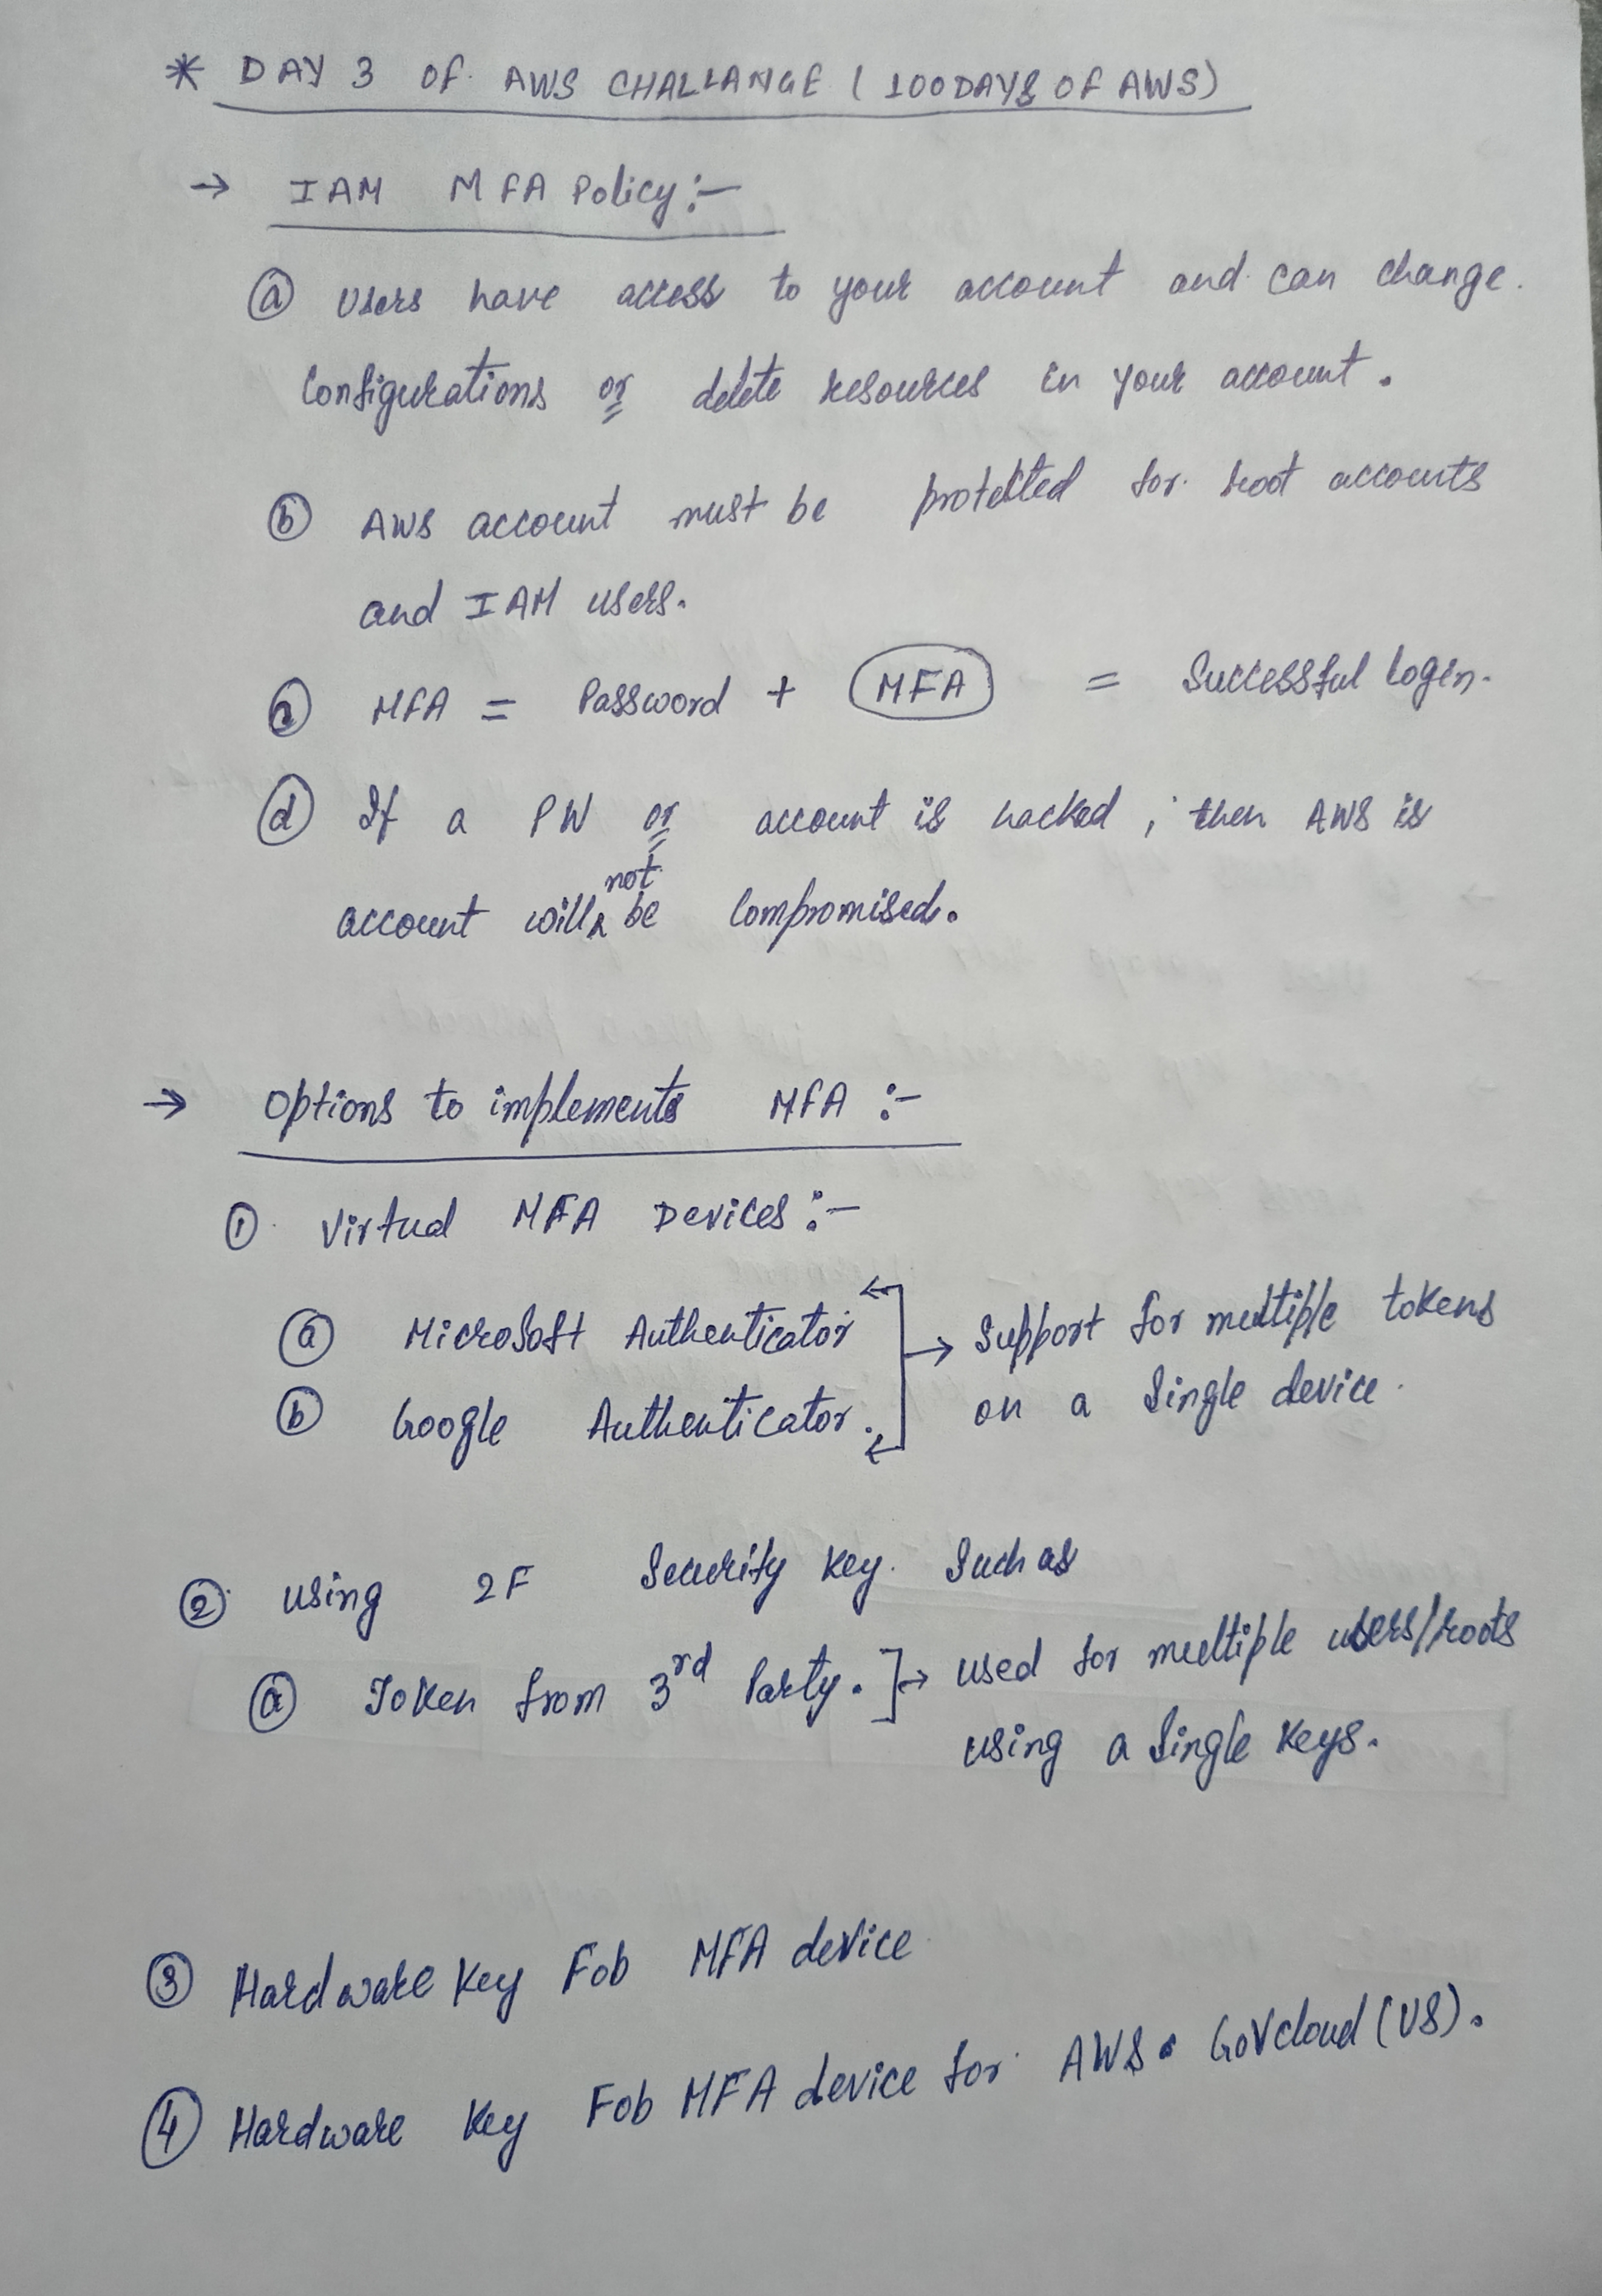 * DAY 3 OF AWS CHALLANGE (100DAYS OF AWS)
→ IAM MFA Policy :-
ⓐ Users have access to your account and can change.
Configurations or delete resources in your account.
ⓑ AWS account must be protected for root accounts
and IAM users.
ⓒ MFA = Password + MFA = Successful login.
ⓓ If a PW or account is hacked, then AWS is
account will not be Compromised.
→ Options to implements MFA :-
① Virtual MFA Devices :-
ⓐ Microsoft Authenticator
ⓑ Google Authenticator.
→ Support for multiple tokens
on a Single device.
② using 2F Security key. Such as
ⓐ Token from 3rd Party. ]→ used for multiple users/roots
using a Single keys.
③ Hardware key Fob MFA device
④ Hardware key Fob MFA device for AWS GovCloud (US).